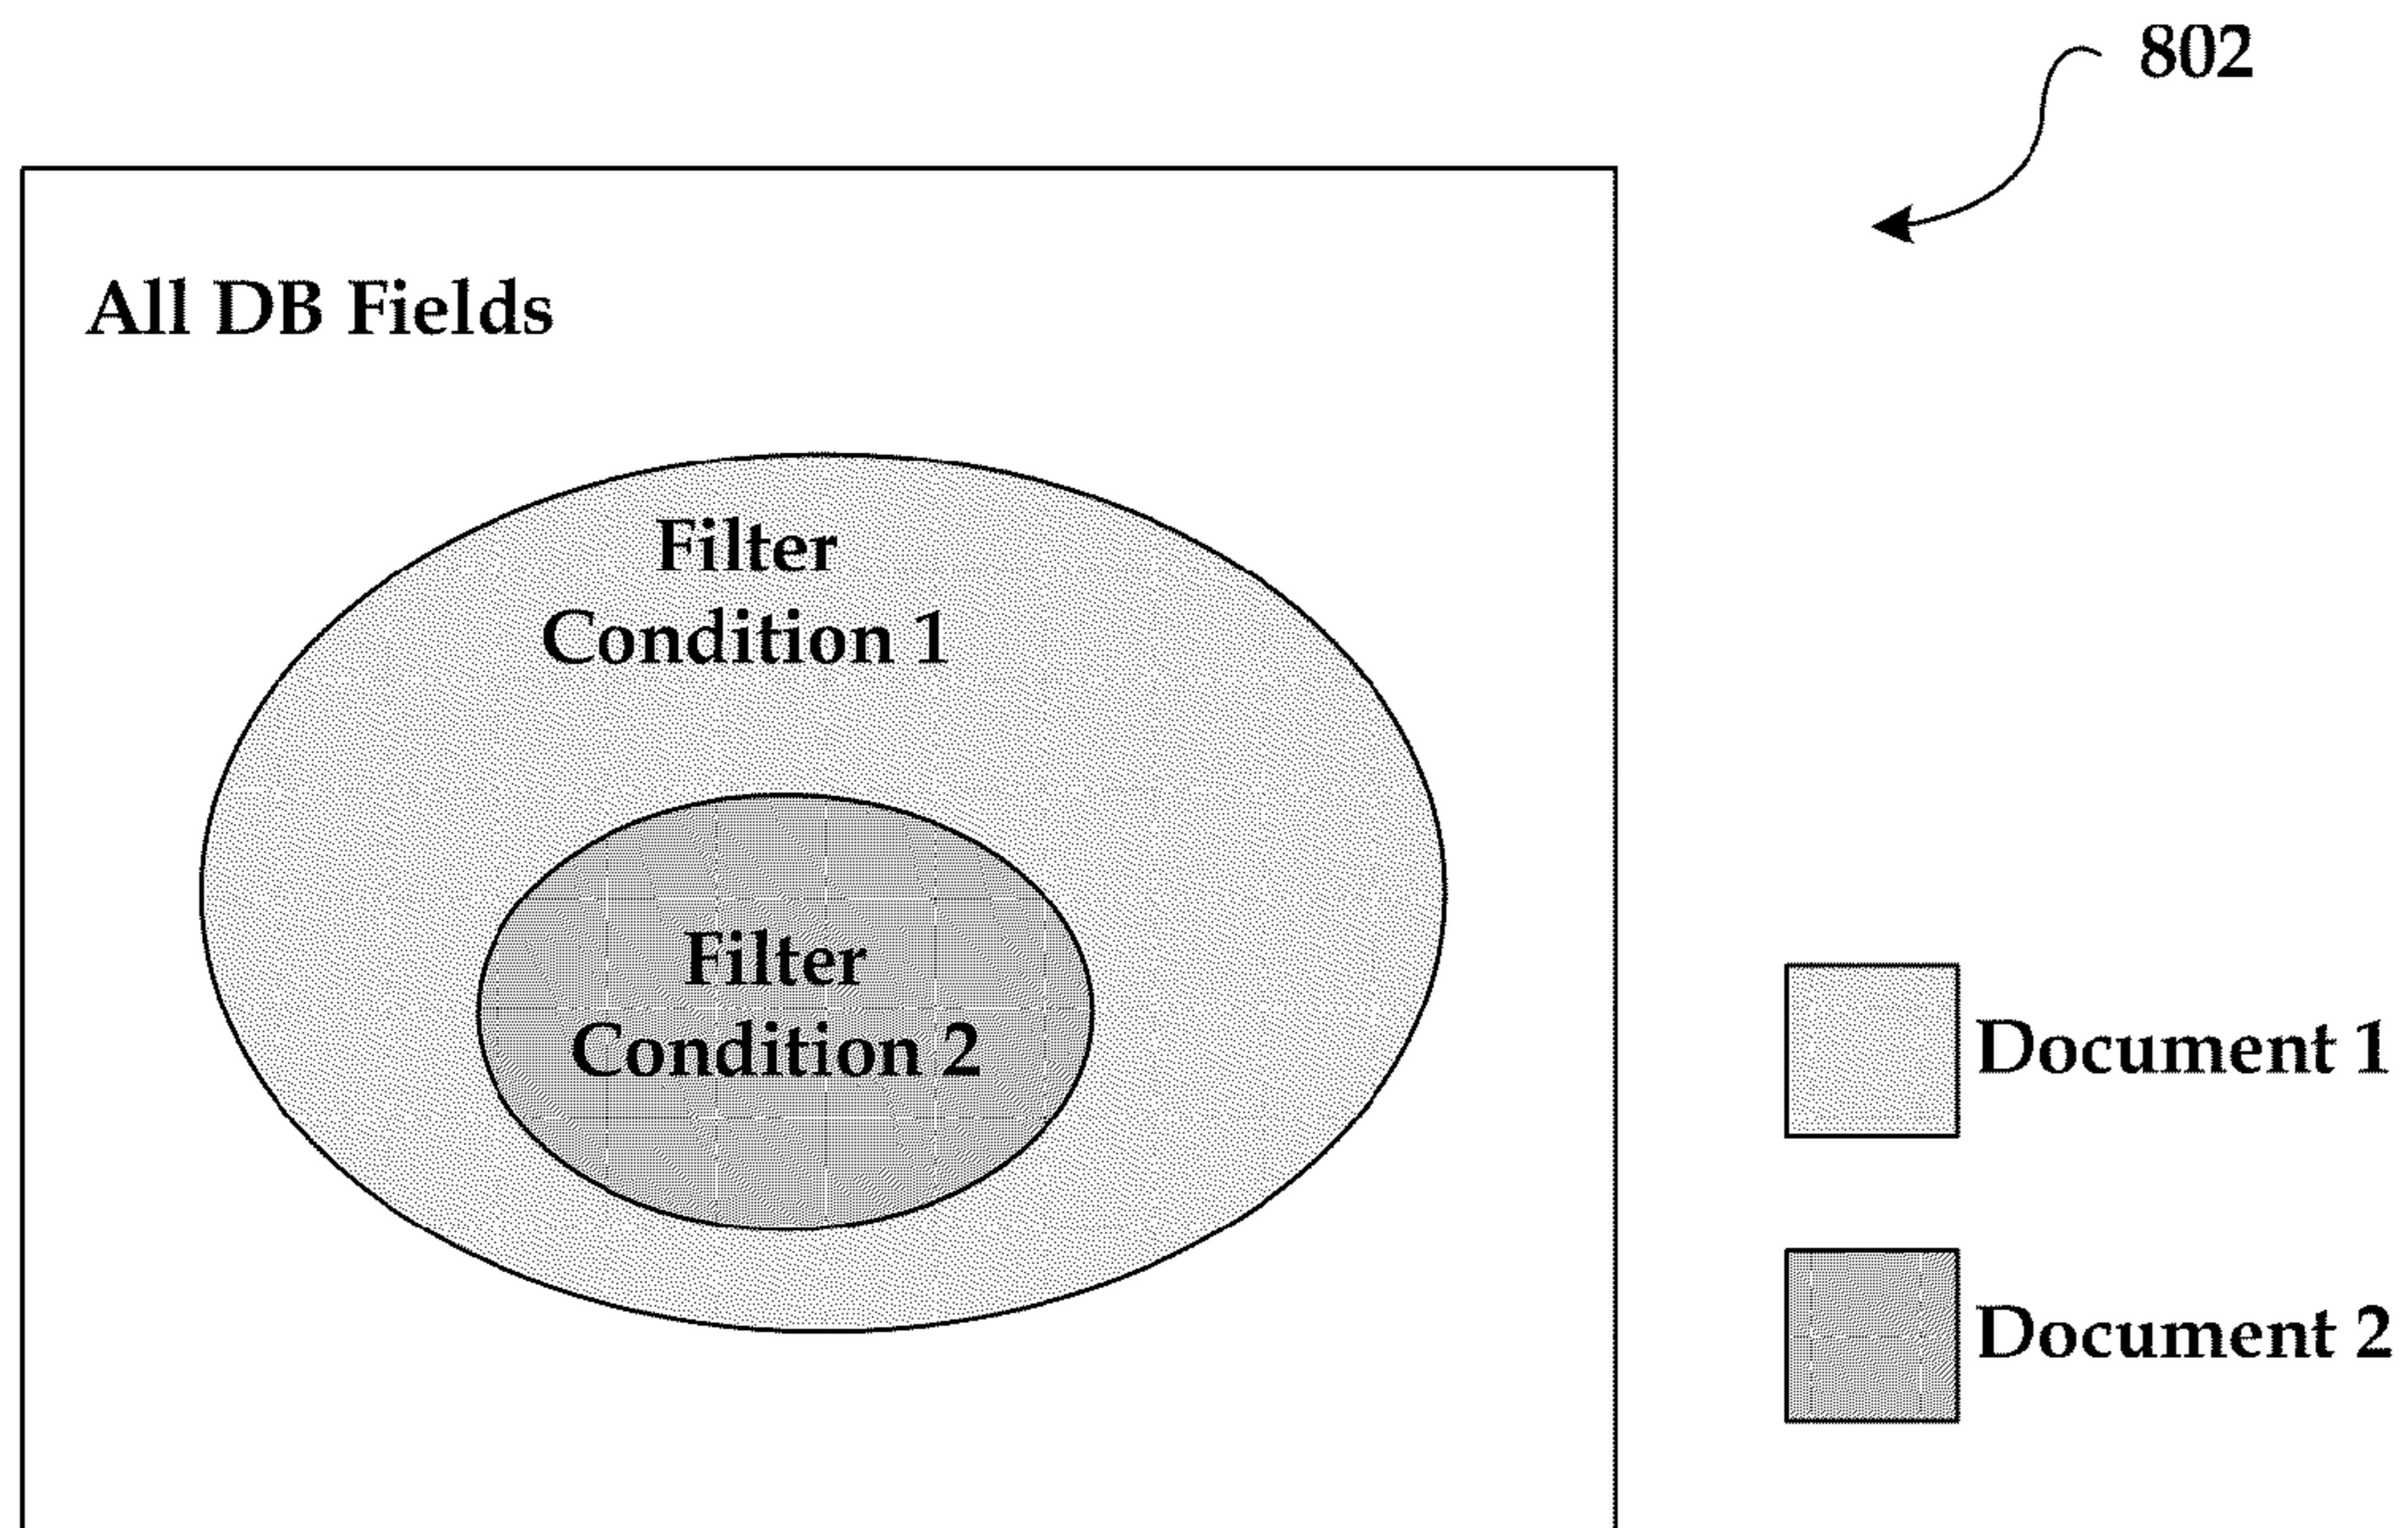 802
All DB Fields
Filter
Condition 1
Filter
Condition 2
Document 1
Document 2